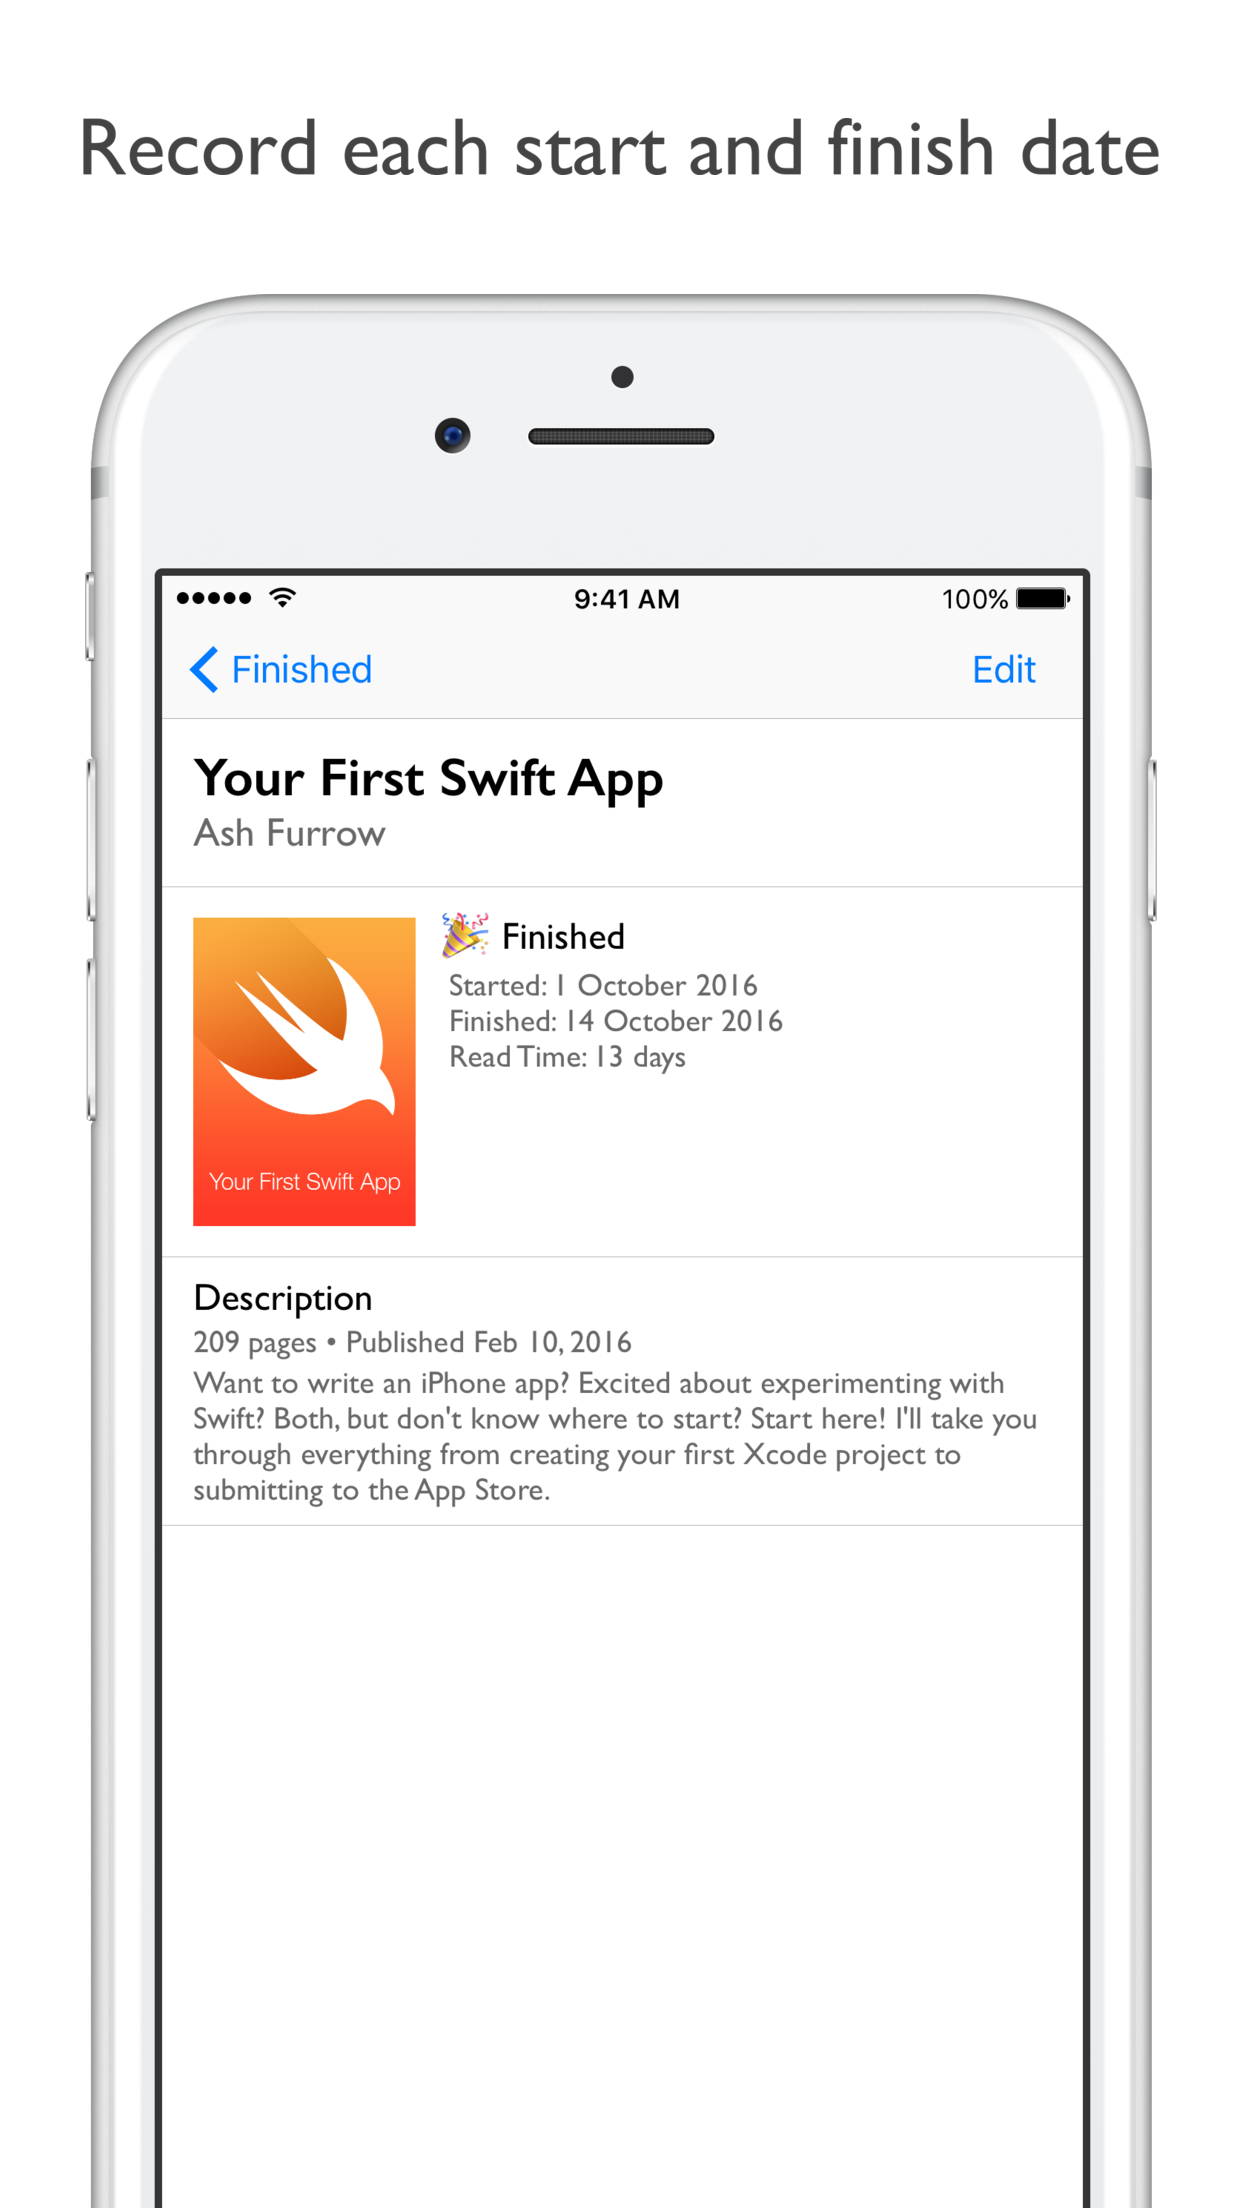 Record each start and finish date
9:41 AM
100%
Finished
Edit
Your First Swift App
Ash Furrow
🎉 Finished
Started: 1 October 2016
Finished: 14 October 2016
Read Time: 13 days
Your First Swift App
Description
209 pages • Published Feb 10, 2016
Want to write an iPhone app? Excited about experimenting with
Swift? Both, but don't know where to start? Start here! I'll take you
through everything from creating your first Xcode project to
submitting to the App Store.